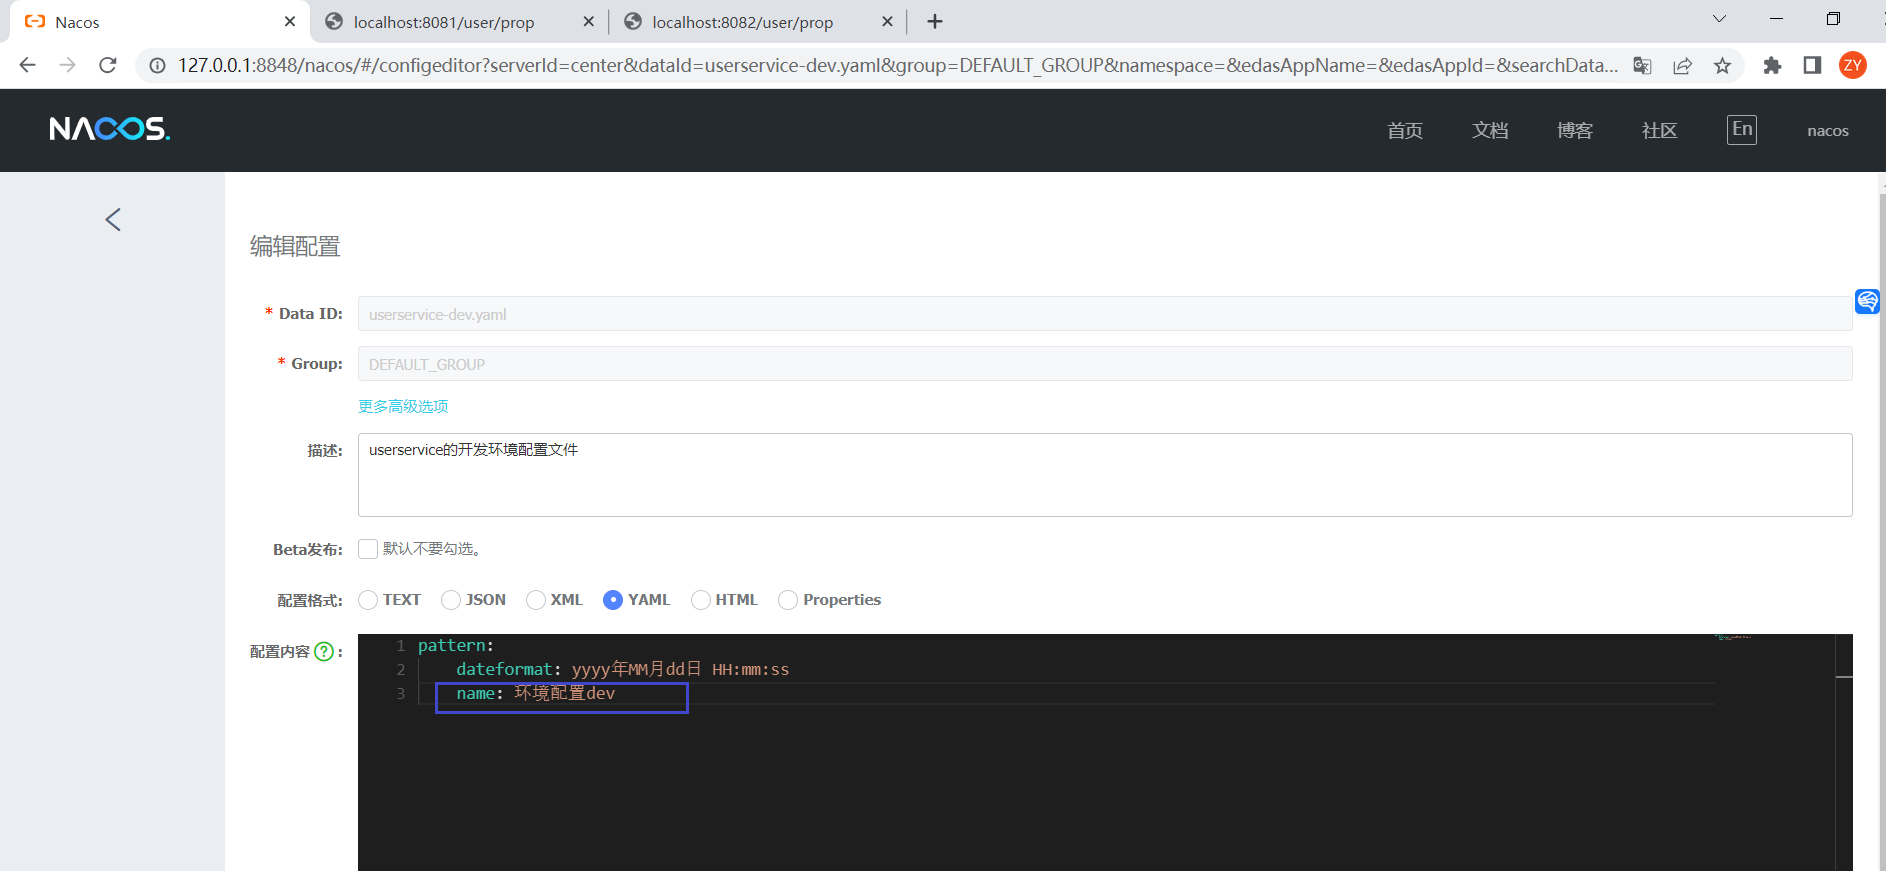 Nacos
localhost:8081/user/prop
localhost:8082/user/prop
127.0.0.1:8848/nacos/#/configeditor?serverId=center&dataId=userservice-dev.yaml&group=DEFAULT_GROUP&namespace=&edasAppName=&edasAppId=&searchData...
ZY
NACOS.
首页
文档
博客
社区
En
nacos
编辑配置
* Data ID: userservice-dev.yaml
* Group: DEFAULT_GROUP
更多高级选项
描述: userservice的开发环境配置文件
Beta发布: 默认不要勾选。
配置格式: TEXT JSON XML YAML HTML Properties
配置内容 ? :
1 pattern:
2 dateformat: yyyy年MM月dd日 HH:mm:ss
3 name: 环境配置dev